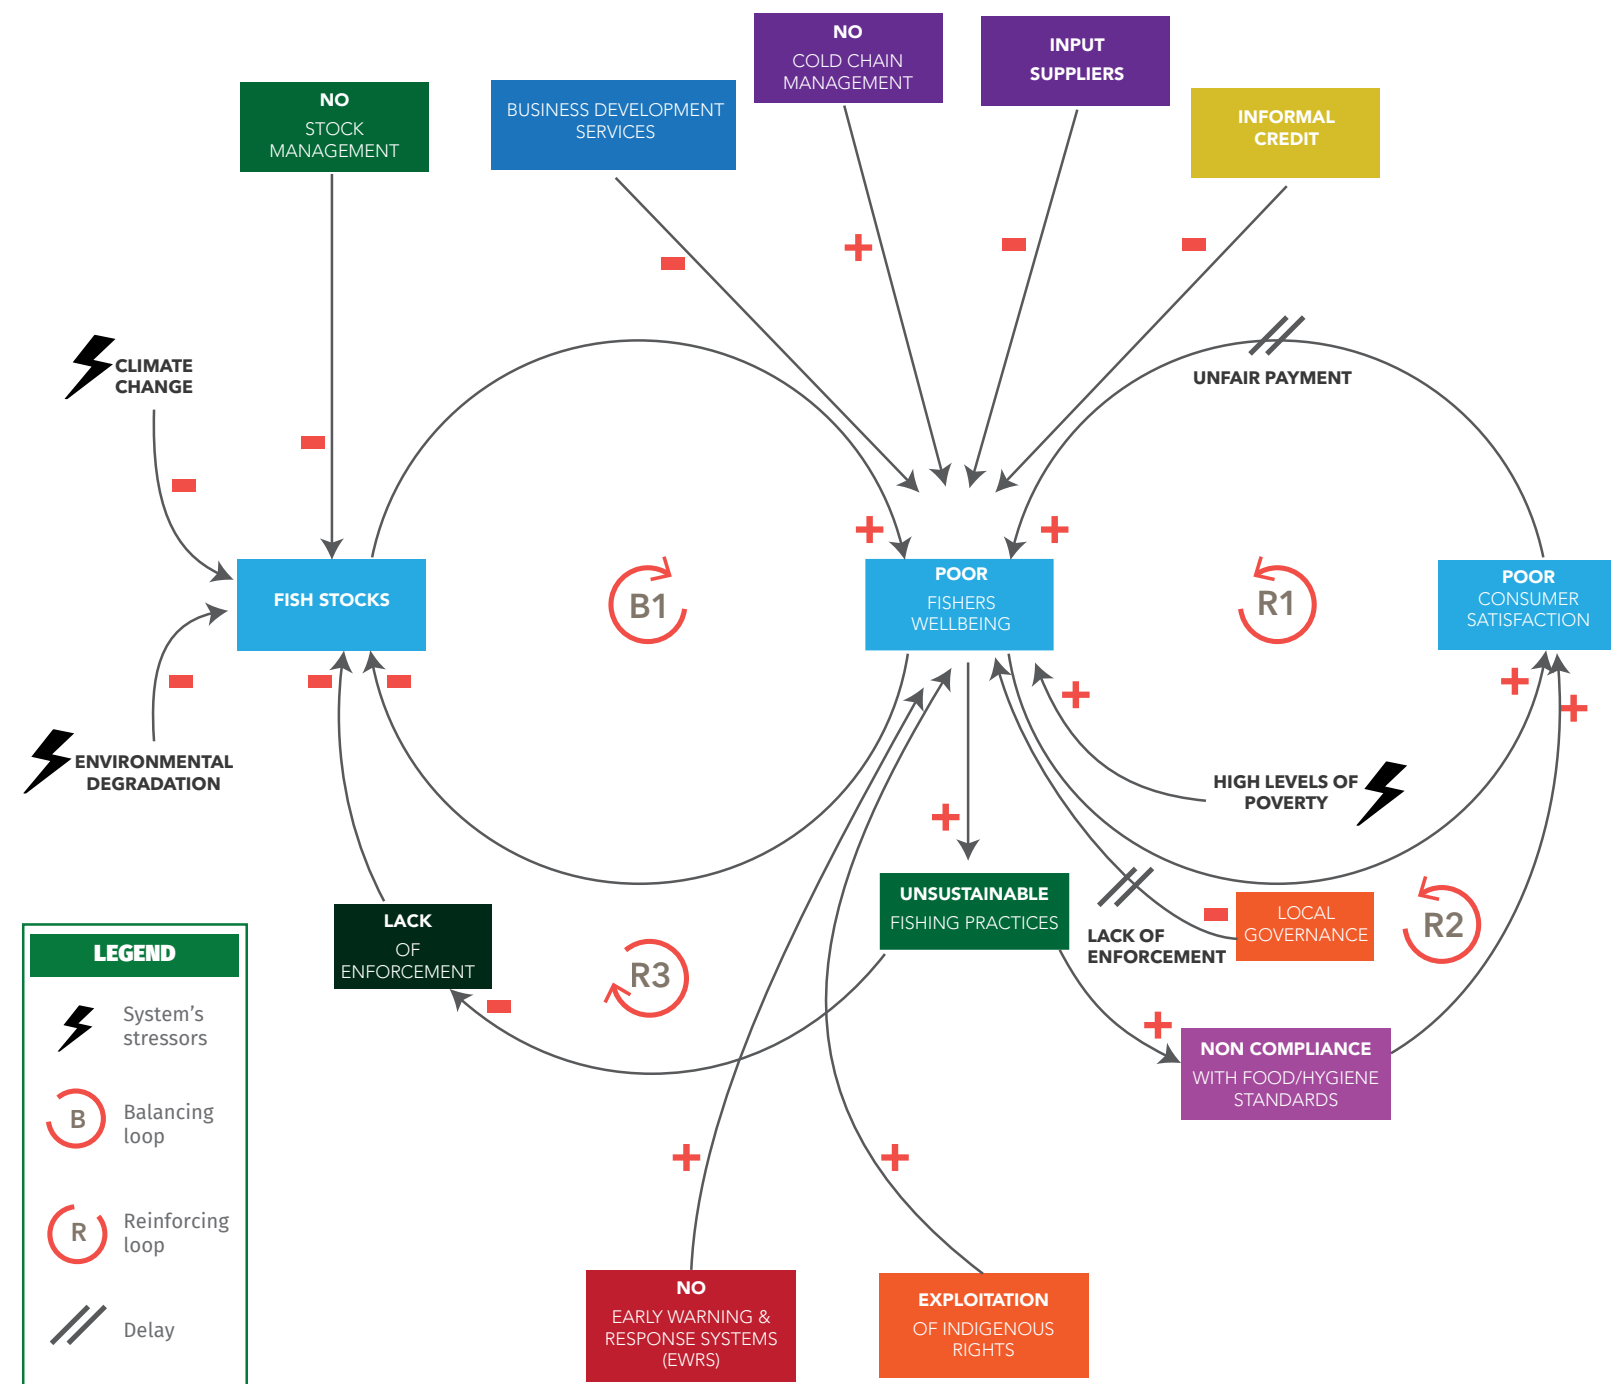 NO
COLD CHAIN
MANAGEMENT
INPUT
SUPPLIERS
NO
STOCK
MANAGEMENT
BUSINESS DEVELOPMENT
SERVICES
INFORMAL
CREDIT
CLIMATE
CHANGE
UNFAIR PAYMENT
FISH STOCKS
B1
POOR
FISHERS
WELLBEING
R1
POOR
CONSUMER
SATISFACTION
ENVIRONMENTAL
DEGRADATION
HIGH LEVELS OF
POVERTY
LACK
OF
ENFORCEMENT
R3
UNSUSTAINABLE
FISHING PRACTICES
LACK OF
ENFORCEMENT
LOCAL
GOVERNANCE
R2
NON COMPLIANCE
WITH FOOD/HYGIENE
STANDARDS
LEGEND
System's
stressors
B
Balancing
loop
R
Reinforcing
loop
Delay
NO
EARLY WARNING &
RESPONSE SYSTEMS
(EWRS)
EXPLOITATION
OF INDIGENOUS
RIGHTS